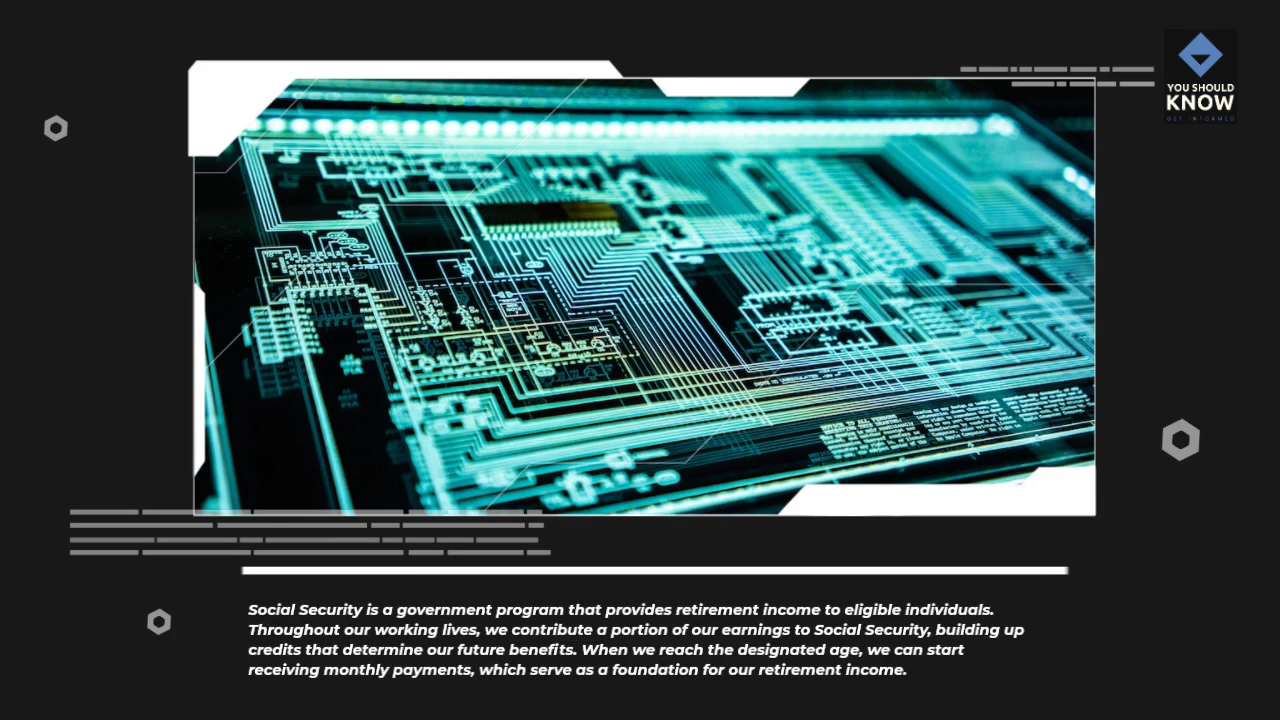 YOU SHOULD
KNOW
GET INFORMED
Social Security is a government program that provides retirement income to eligible individuals.
Throughout our working lives, we contribute a portion of our earnings to Social Security, building up
credits that determine our future benefits. When we reach the designated age, we can start
receiving monthly payments, which serve as a foundation for our retirement income.